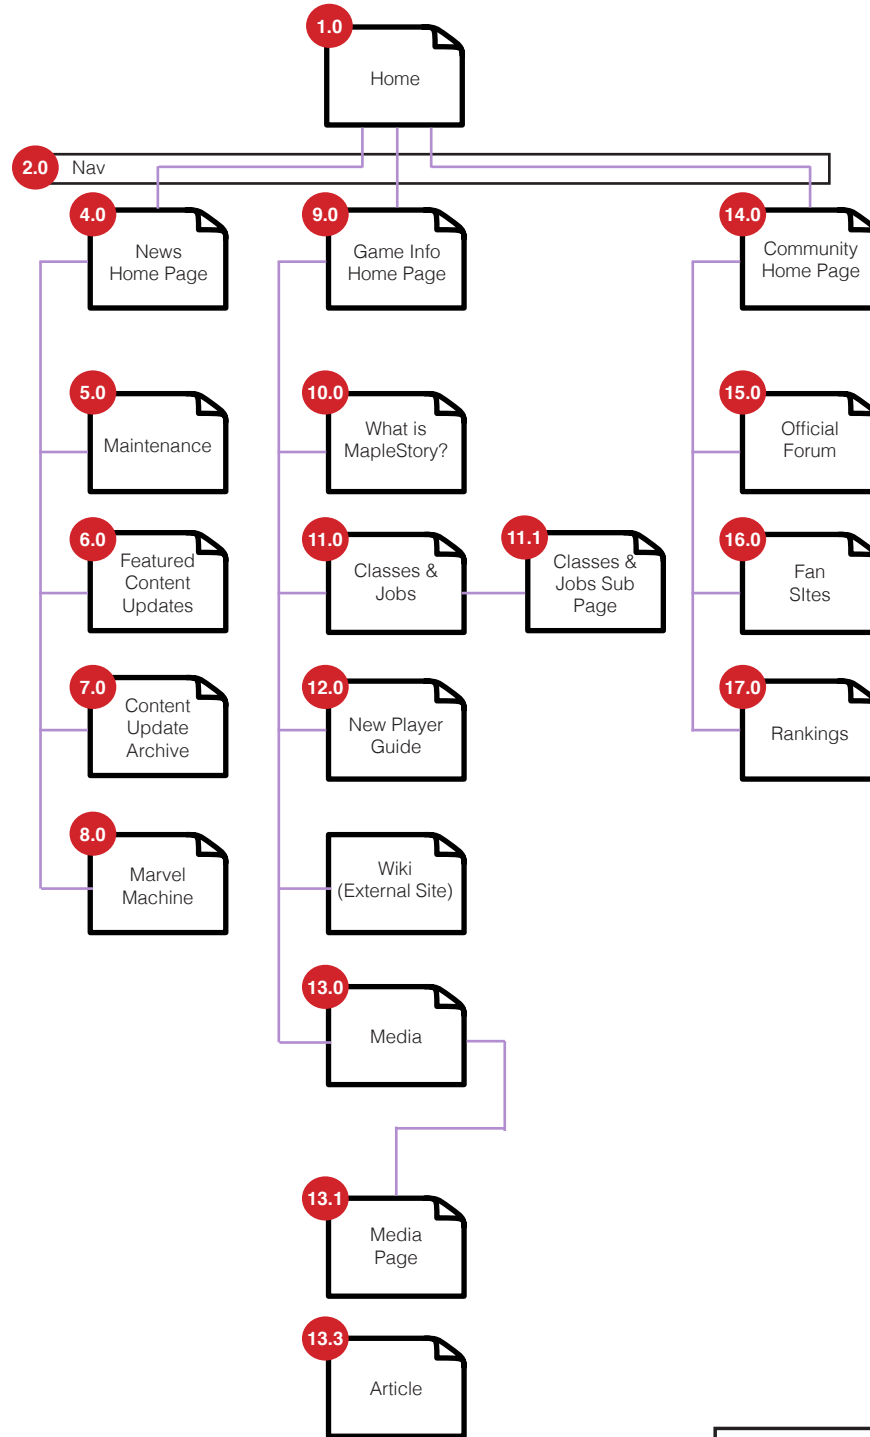 1.0
Home
2.0
Nav
4.0
News
Home Page
9.0
Game Info
Home Page
14.0
Community
Home Page
5.0
Maintenance
10.0
What is
MapleStory?
15.0
Official
Forum
6.0
Featured
Content
Updates
11.0
Classes &
Jobs
11.1
Classes &
Jobs Sub
Page
16.0
Fan
SItes
7.0
Content
Update
Archive
12.0
New Player
Guide
17.0
Rankings
8.0
Marvel
Machine
Wiki
(External Site)
13.0
Media
13.1
Media
Page
13.3
Article